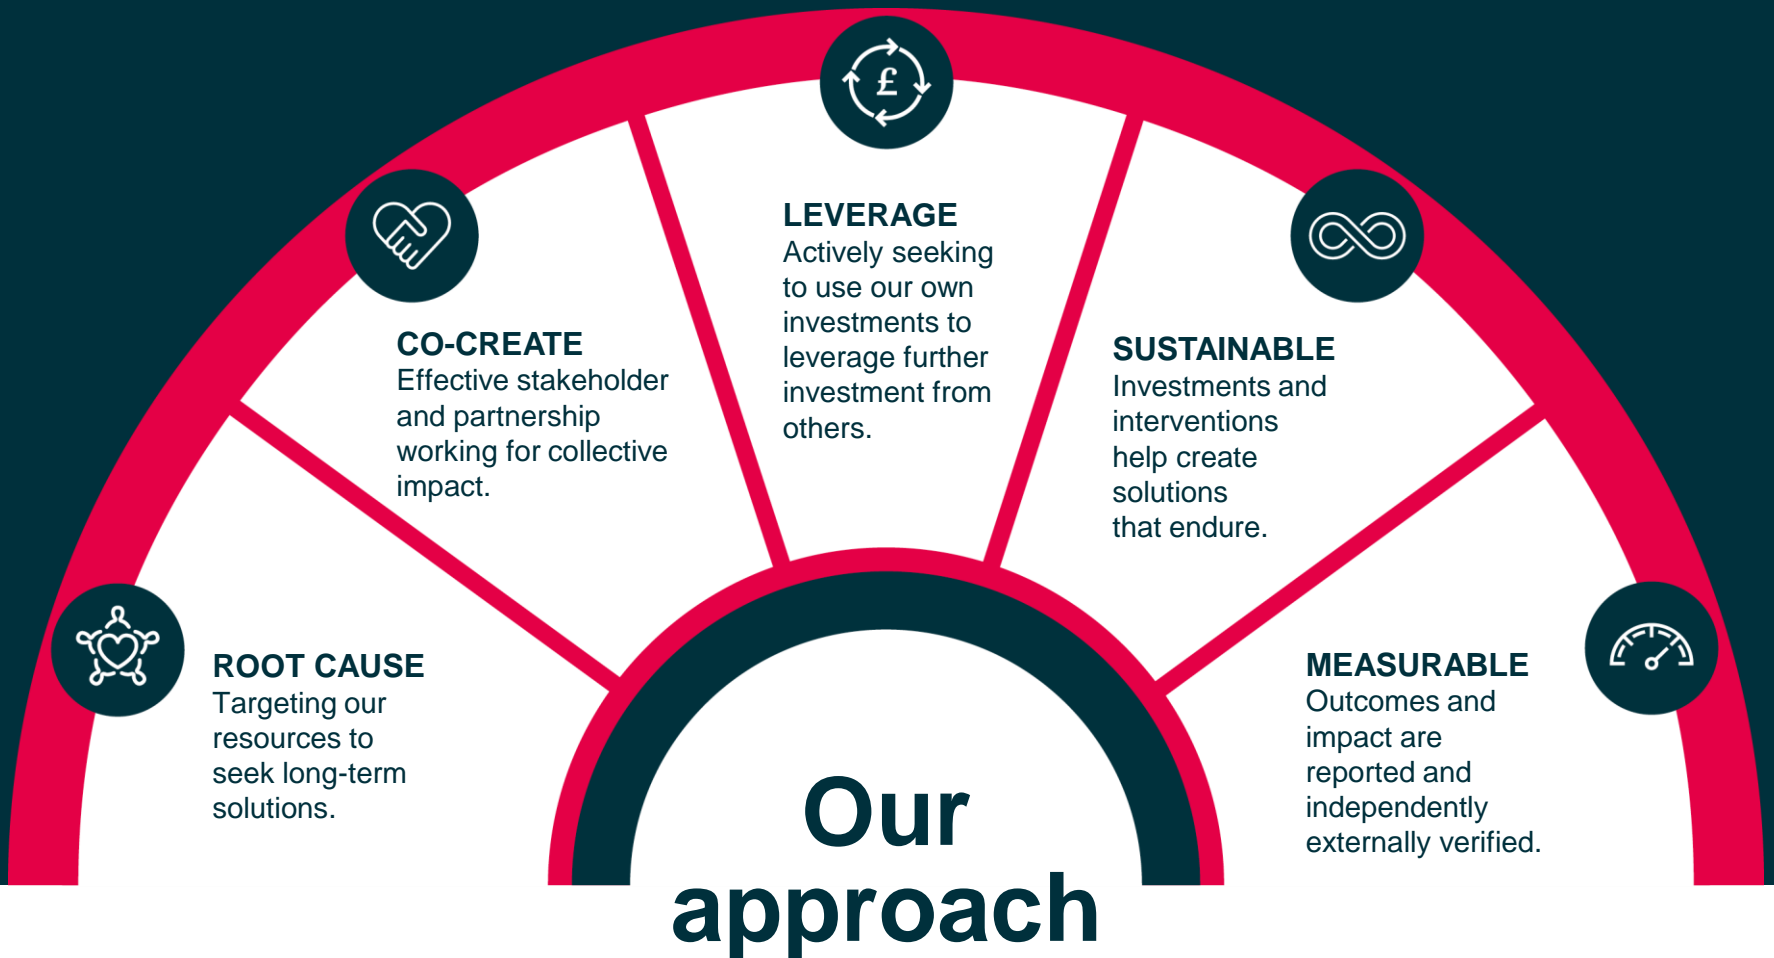 £
LEVERAGE
Actively seeking
to use our own
investments to
leverage further
investment from
others.
CO-CREATE
Effective stakeholder
and partnership
working for collective
impact.
SUSTAINABLE
Investments and
interventions
help create
solutions
that endure.
ROOT CAUSE
Targeting our
resources to
seek long-term
solutions.
MEASURABLE
Outcomes and
impact are
reported and
independently
externally verified.
Our
approach